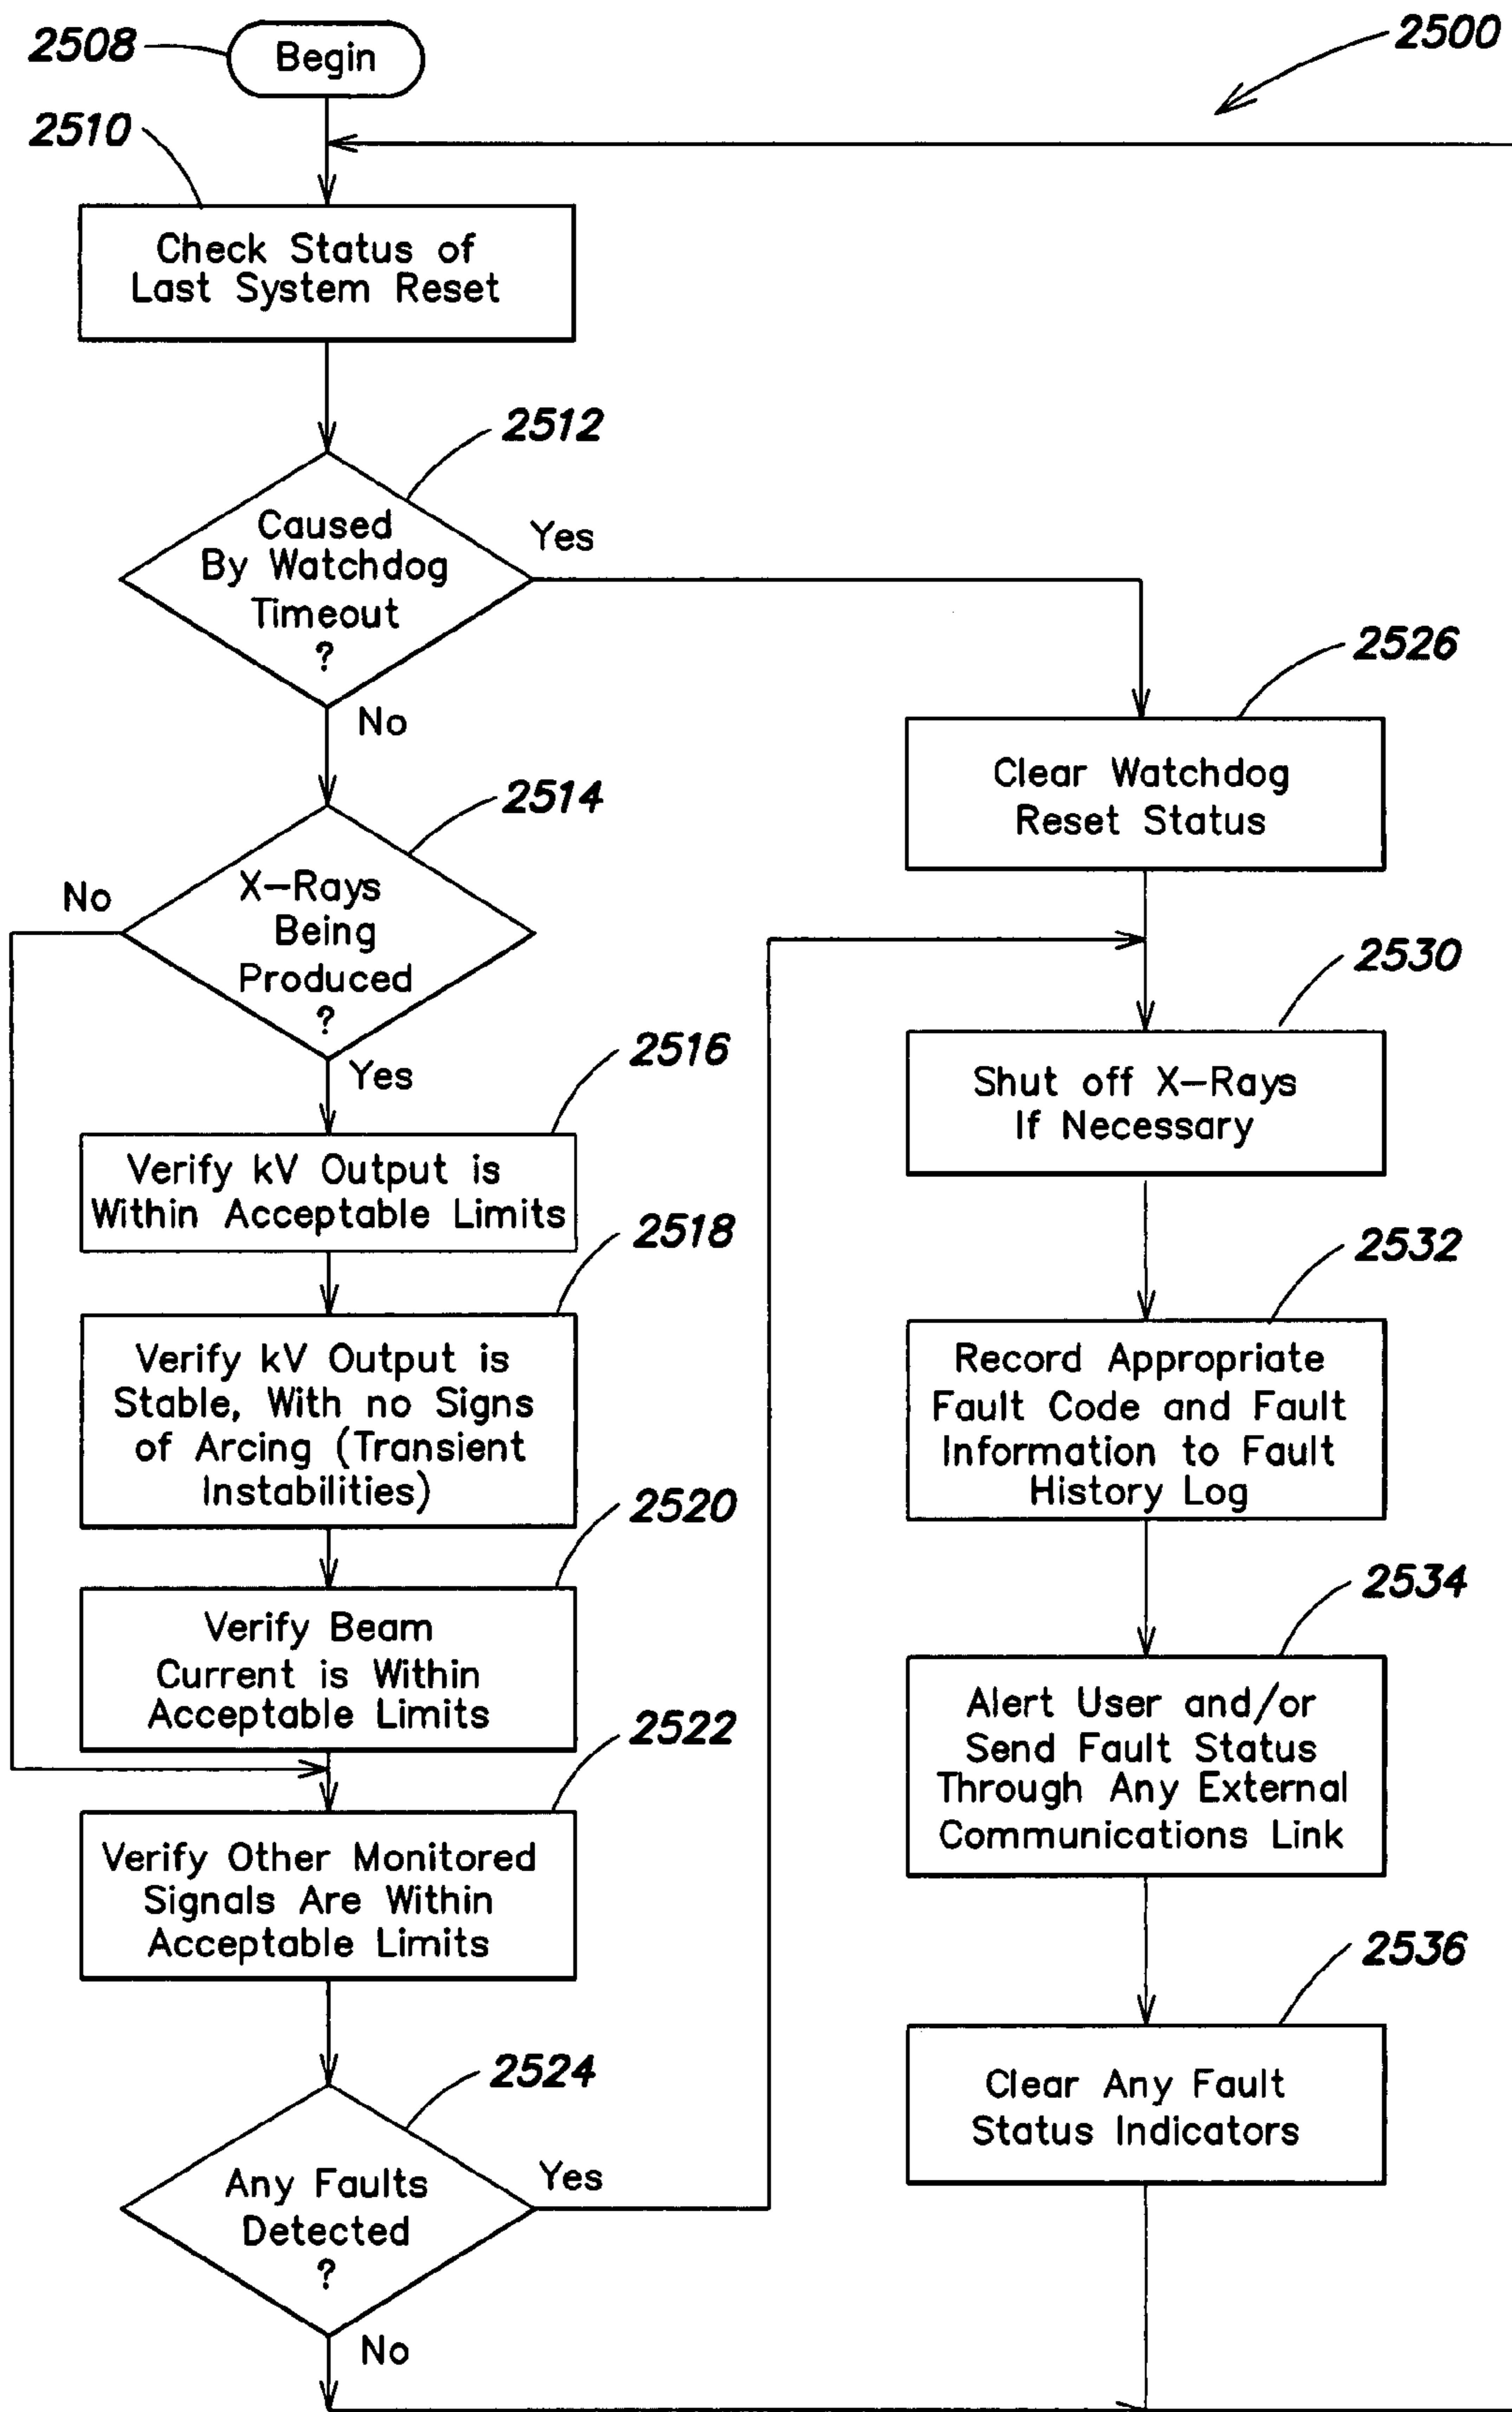 2508
Begin
2500
2510
Check Status of
Last System Reset
2512
Caused
By Watchdog
Timeout
?
Yes
No
2514
X-Rays
Being
Produced
?
No
Yes
2516
Verify kV Output is
Within Acceptable Limits
2518
Verify kV Output is
Stable, With no Signs
of Arcing (Transient
Instabilities)
2520
Verify Beam
Current is Within
Acceptable Limits
2522
Verify Other Monitored
Signals Are Within
Acceptable Limits
2524
Any Faults
Detected
?
Yes
No
2526
Clear Watchdog
Reset Status
2530
Shut off X-Rays
If Necessary
2532
Record Appropriate
Fault Code and Fault
Information to Fault
History Log
2534
Alert User and/or
Send Fault Status
Through Any External
Communications Link
2536
Clear Any Fault
Status Indicators